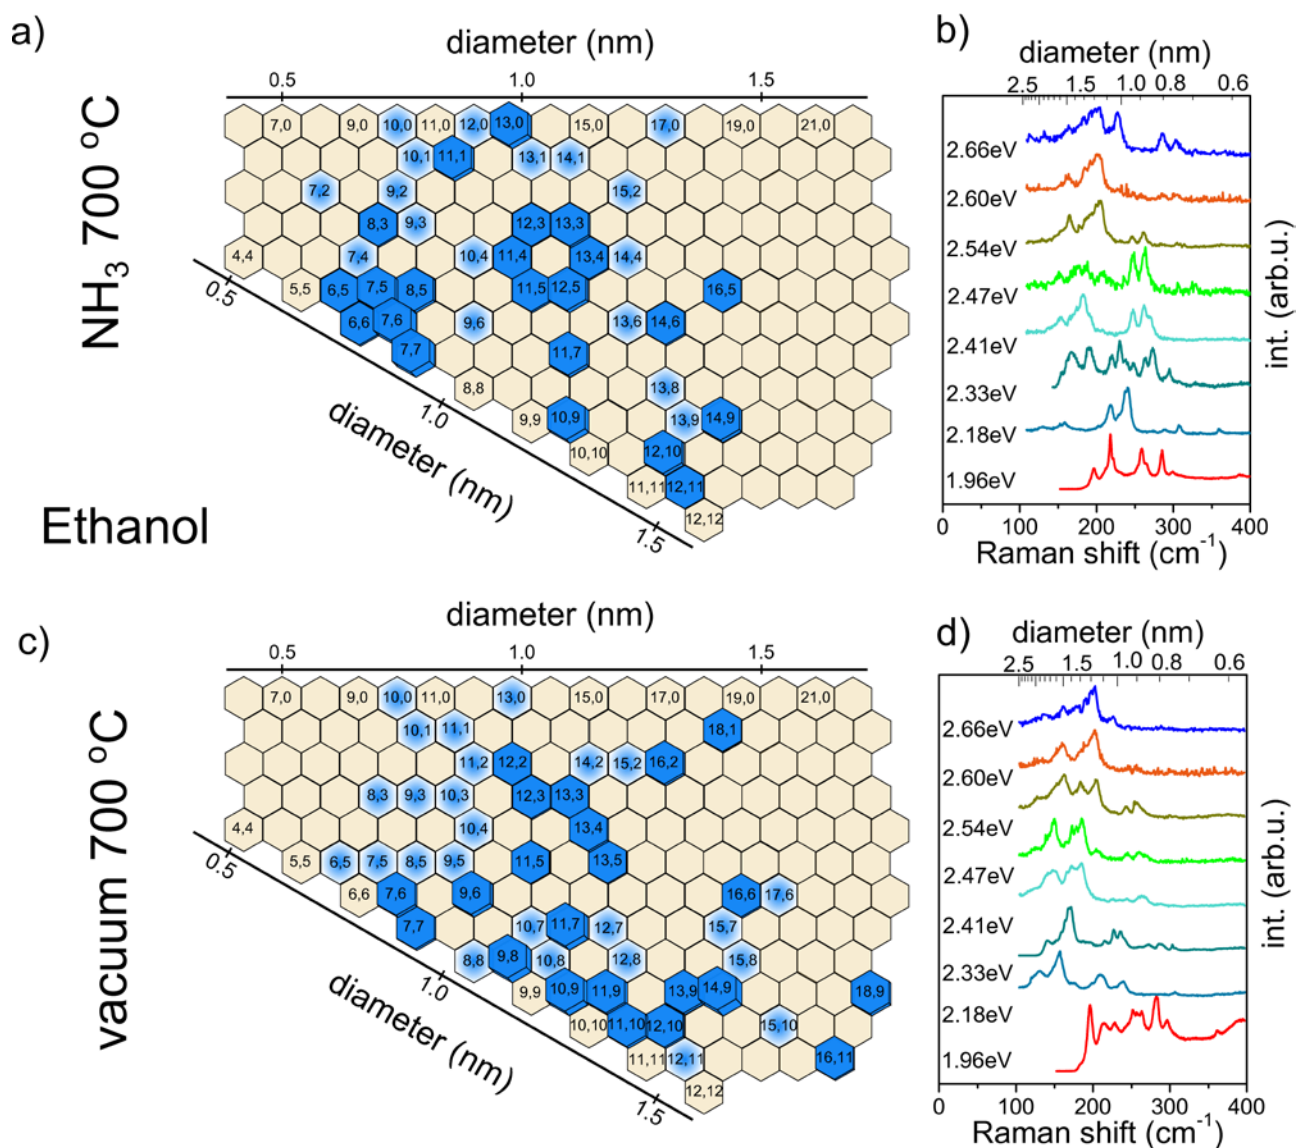 a)
diameter (nm)
0.5 1.0 1.5
NH₃ 700 °C
7,0 9,0 10,0 11,0 12,0 13,0 15,0 17,0 19,0 21,0
10,1 11,1 13,1 14,1
7,2 9,2 15,2
8,3 9,3 12,3 13,3
4,4 7,4 10,4 11,4 13,4 14,4
5,5 6,5 7,5 8,5 11,5 12,5 16,5
6,6 7,6 9,6 13,6 14,6
7,7 11,7
8,8 13,8
9,9 10,9 13,9 14,9
10,10 12,10
11,11 12,11
12,12
0.5 1.0 1.5
diameter (nm)
Ethanol
b)
diameter (nm)
2.5 1.5 1.0 0.8 0.6
2.66eV
2.60eV
2.54eV
2.47eV
2.41eV
2.33eV
2.18eV
1.96eV
int. (arb.u.)
0 100 200 300 400
Raman shift (cm⁻¹)
c)
diameter (nm)
0.5 1.0 1.5
vacuum 700 °C
7,0 9,0 10,0 11,0 13,0 15,0 17,0 19,0 21,0
10,1 11,1 18,1
11,2 12,2 14,2 15,2 16,2
8,3 9,3 10,3 12,3 13,3
4,4 10,4 13,4
5,5 6,5 7,5 8,5 9,5 11,5 13,5
6,6 7,6 9,6 16,6 17,6
7,7 10,7 11,7 12,7 15,7
8,8 9,8 10,8 12,8 15,8
9,9 10,9 11,9 13,9 14,9 18,9
10,10 11,10 12,10 15,10
11,11 12,11 16,11
12,12
0.5 1.0 1.5
diameter (nm)
d)
diameter (nm)
2.5 1.5 1.0 0.8 0.6
2.66eV
2.60eV
2.54eV
2.47eV
2.41eV
2.33eV
2.18eV
1.96eV
int. (arb.u.)
0 100 200 300 400
Raman shift (cm⁻¹)